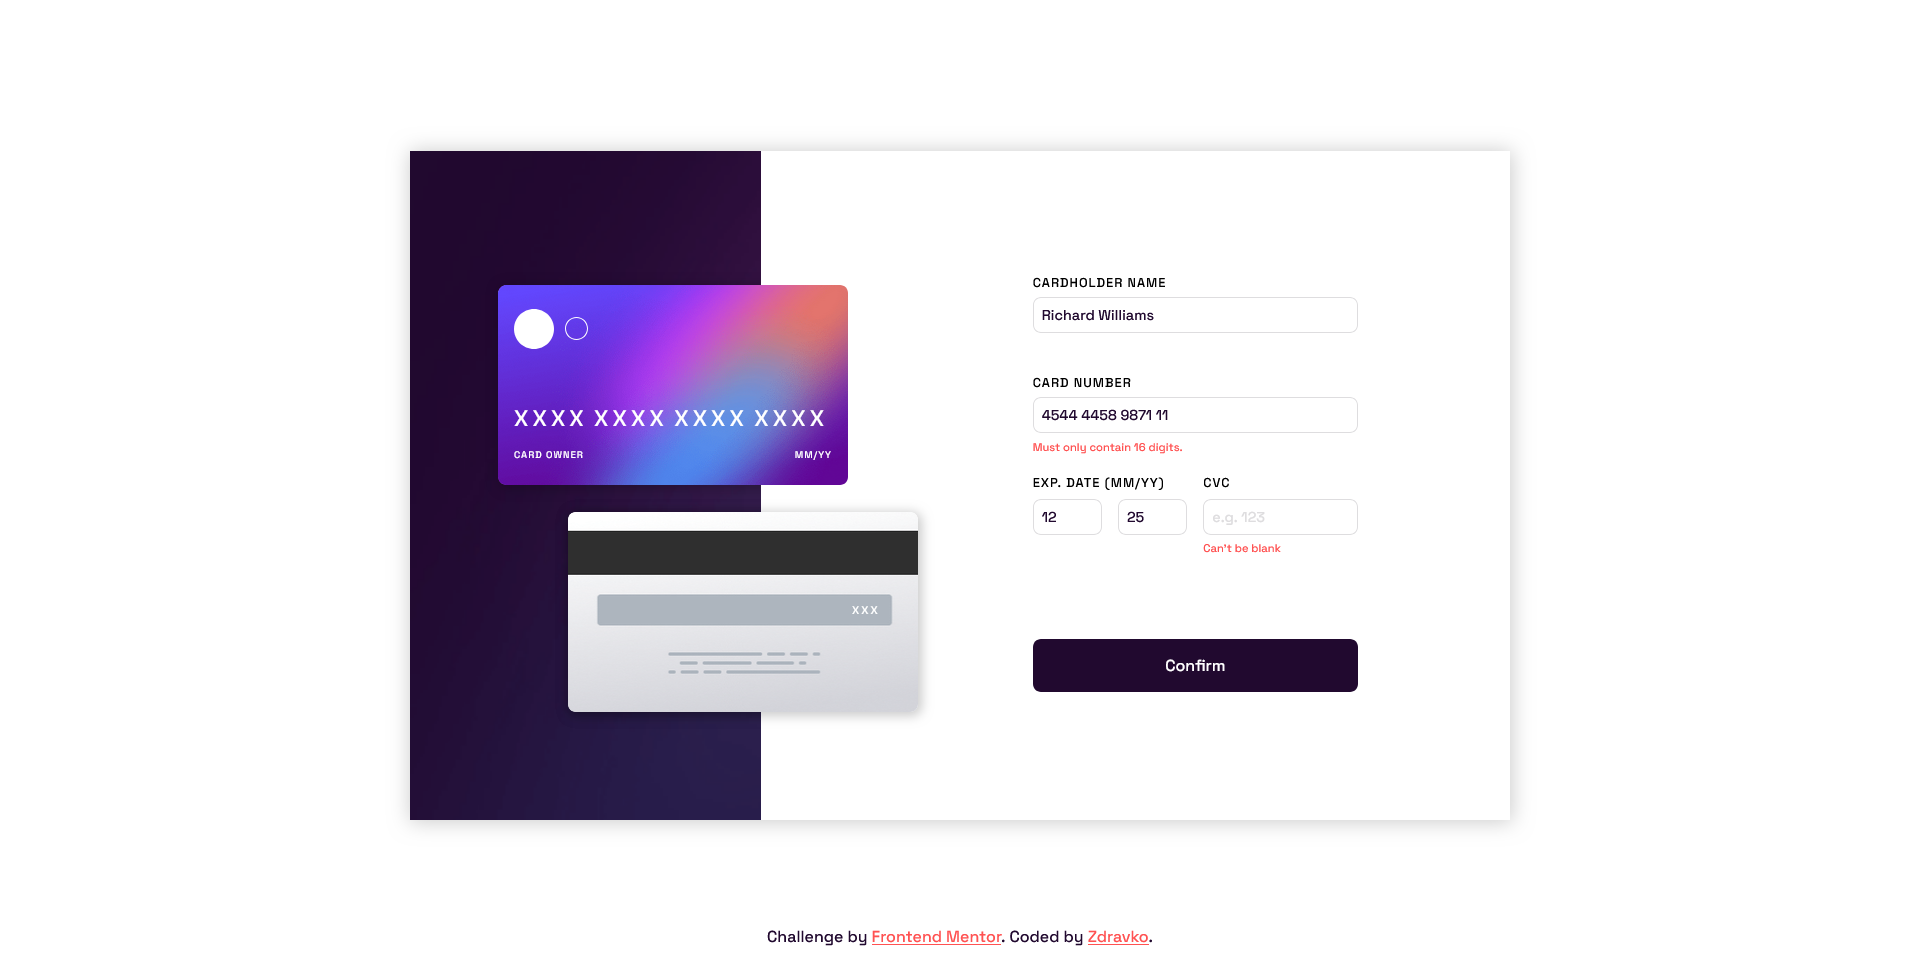 XXXX XXXX XXXX XXXX
CARD OWNER
MM/YY
XXX
CARDHOLDER NAME
Richard Williams
CARD NUMBER
4544 4458 9871 11
Must only contain 16 digits.
EXP. DATE (MM/YY)
CVC
12
25
e.g. 123
Can't be blank
Confirm
Challenge by Frontend Mentor. Coded by Zdravko.